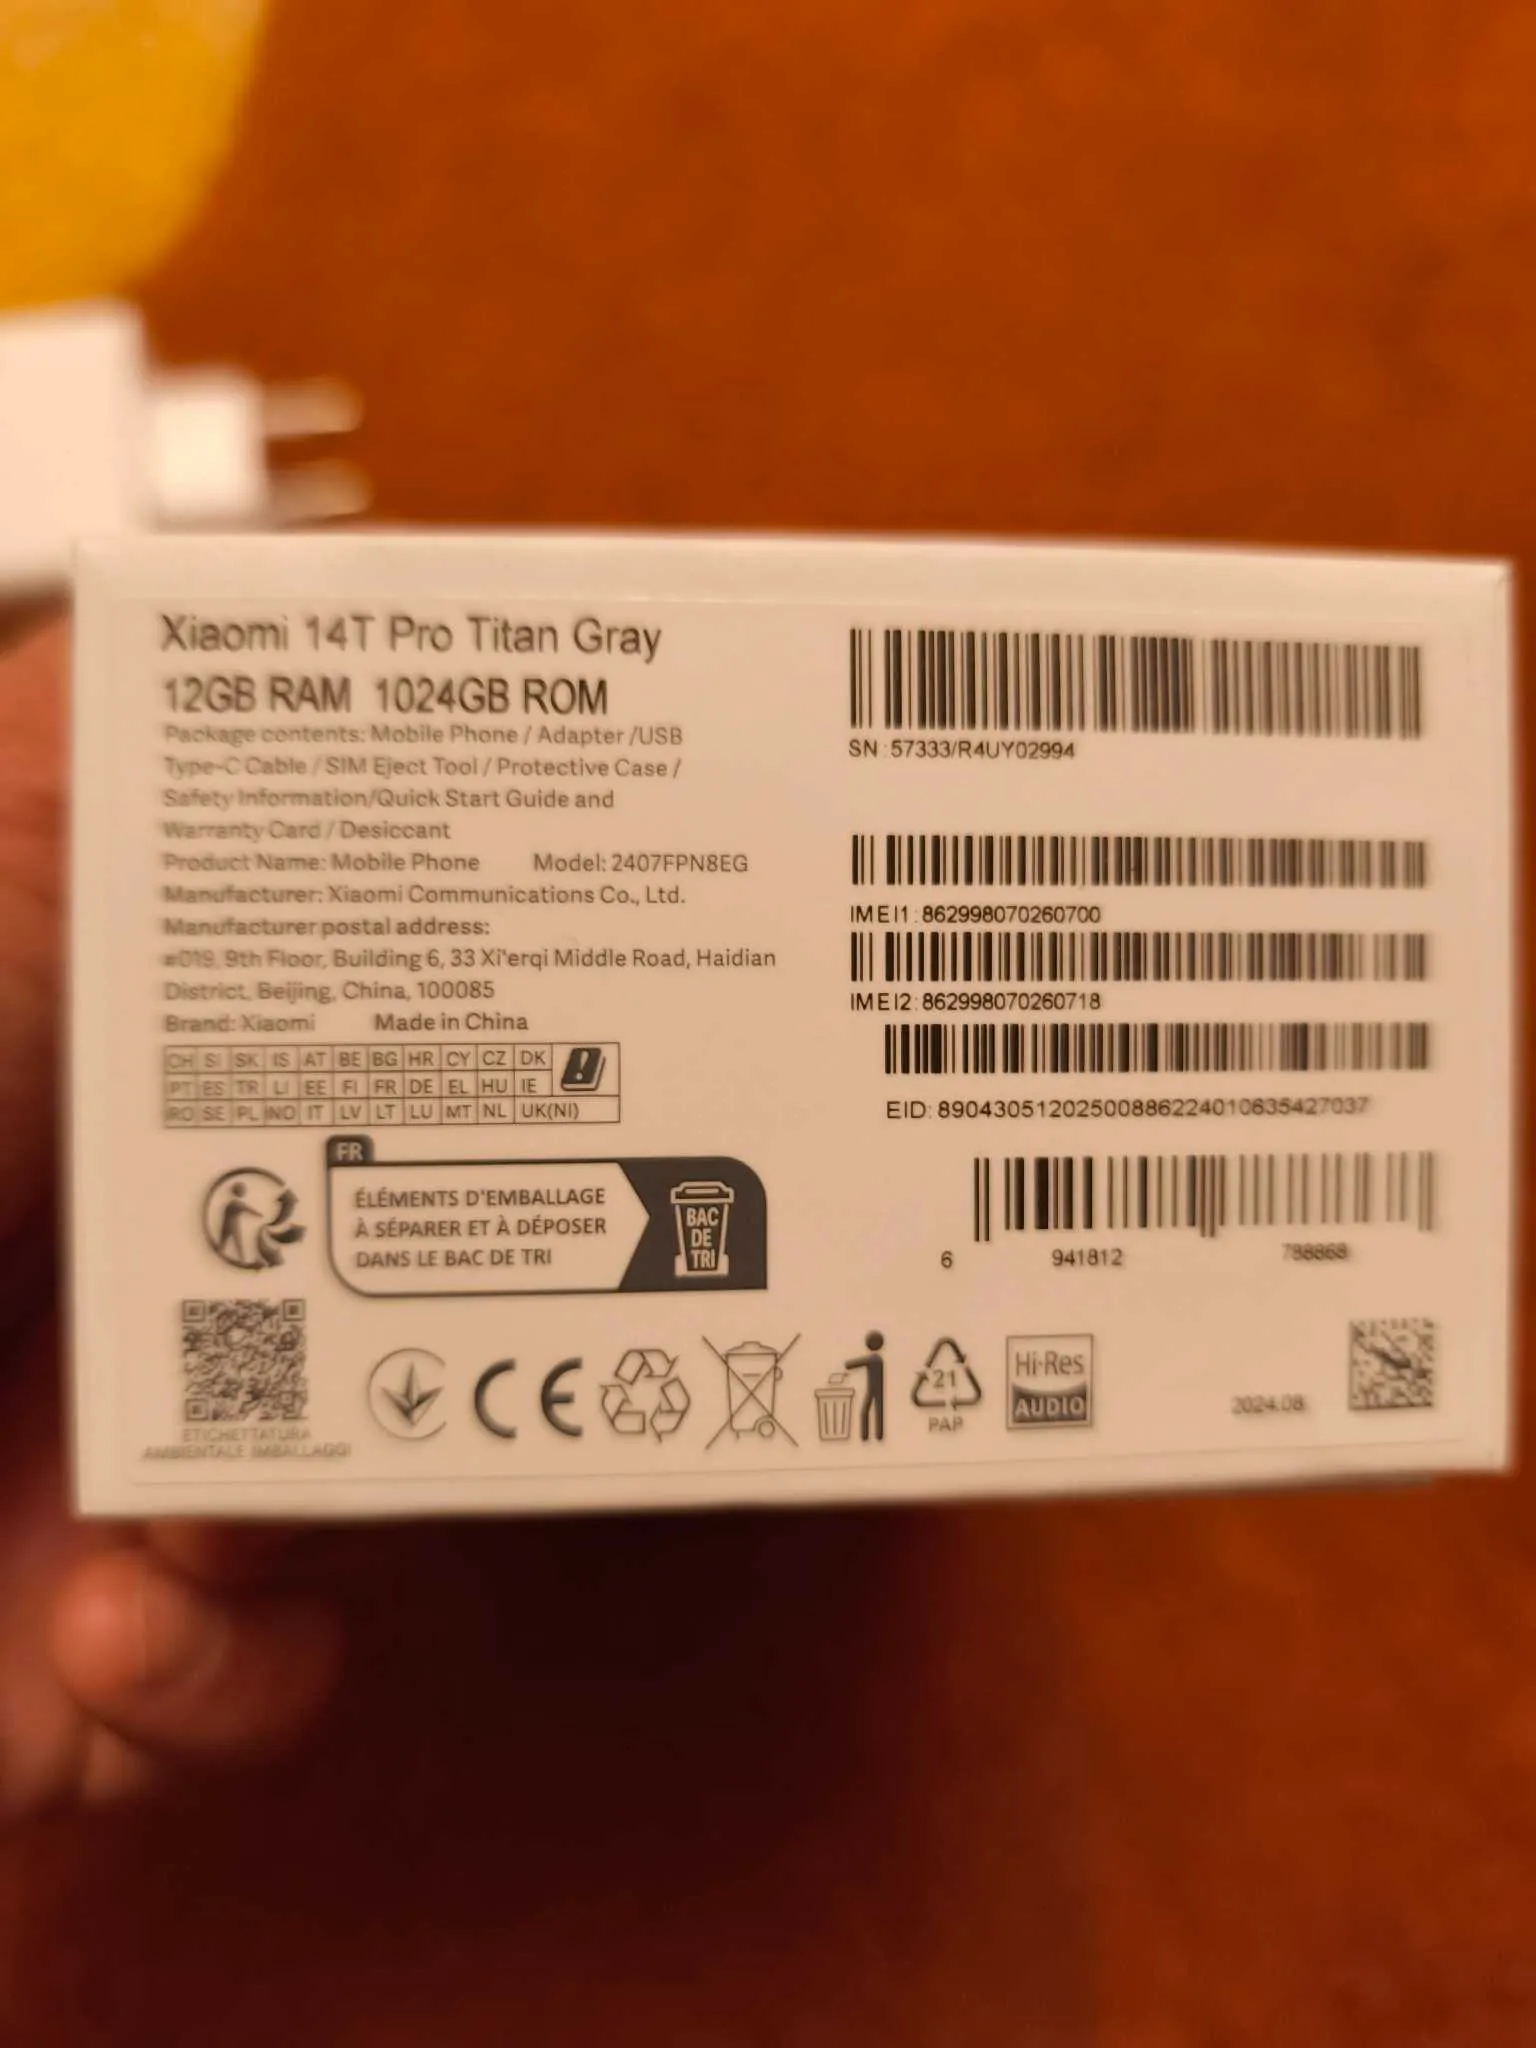 Xiaomi 14T Pro Titan Gray
12GB RAM 1024GB ROM
Package contents: Mobile Phone / Adapter /USB
Type-C Cable / SIM Eject Tool / Protective Case /
Safety Information/Quick Start Guide and
Warranty Card / Desiccant
Product Name: Mobile Phone Model: 2407FPN8EG
Manufacturer: Xiaomi Communications Co., Ltd.
Manufacturer postal address:
#019, 9th Floor, Building 6, 33 Xi'erqi Middle Road, Haidian
District, Beijing, China, 100085
Brand: Xiaomi Made in China
CH SI SK IS AT BE BG HR CY CZ DK
PT ES TR LI EE FI FR DE EL HU IE
RO SE PL NO IT LV LT LU MT NL UK(NI)
FR
ÉLÉMENTS D'EMBALLAGE
À SÉPARER ET À DÉPOSER
DANS LE BAC DE TRI
BAC
DE
TRI
ETICHETTATURA
AMBIENTALE IMBALLAGGI
CE
21
PAP
Hi-Res
AUDIO
SN :57333/R4UY02994
IMEI1:862998070260700
IMEI2:862998070260718
EID: 89043051202500886224010635427037
6 941812 788868
2024.08